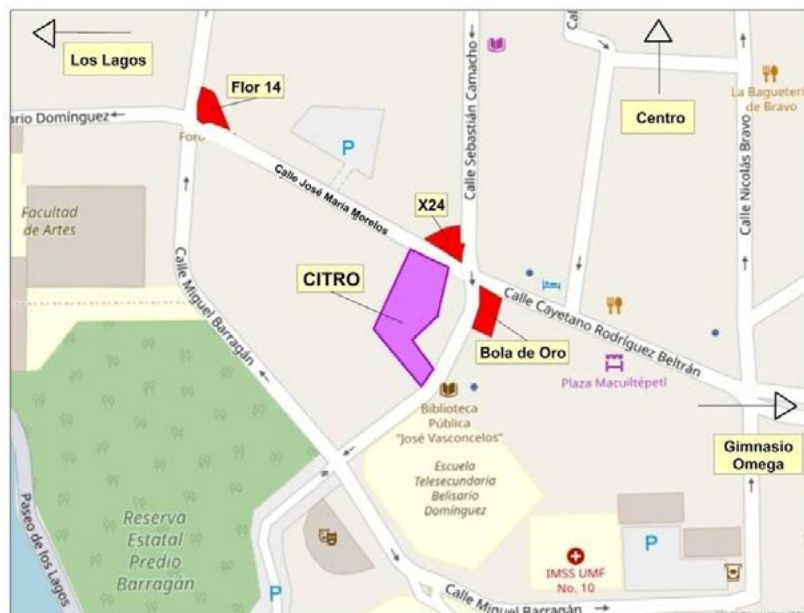 Los Lagos
Flor 14
ario Domínguez
Foro
P
Calle José María Morelos
X24
Calle Sebastián Camacho
Call
Centro
La Bagueteri
de Bravo
Calle Nicolás Bravo
Facultad
de Artes
Calle Miguel Barragán
CITRO
Bola de Oro
Calle Cayetano Rodríguez Beltrán
Plaza Macuiltépetl
Biblioteca
Pública
"José Vasconcelos"
Gimnasio
Omega
Escuela
Telesecundaria
Belisario
Domínguez
Paseo de los Lagos
Reserva
Estatal
Predio
Barragán
P
IMSS UMF
No. 10
P
Calle Miguel Barragán